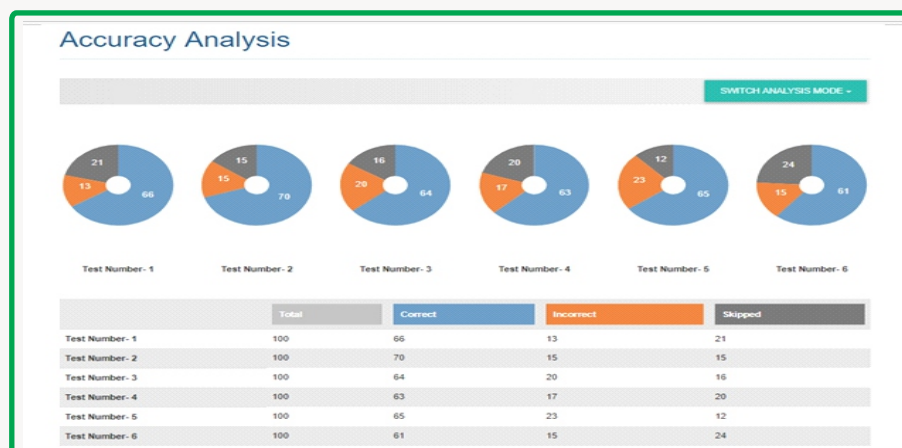 Accuracy Analysis
SWITCH ANALYSIS MODE
21 13 66
15 15 70
16 20 64
20 17 63
12 23 65
24 15 61
Test Number- 1 Test Number- 2 Test Number- 3 Test Number- 4 Test Number- 5 Test Number- 6
Total Correct Incorrect Skipped
Test Number- 1 100 66 13 21
Test Number- 2 100 70 15 15
Test Number- 3 100 64 20 16
Test Number- 4 100 63 17 20
Test Number- 5 100 65 23 12
Test Number- 6 100 61 15 24